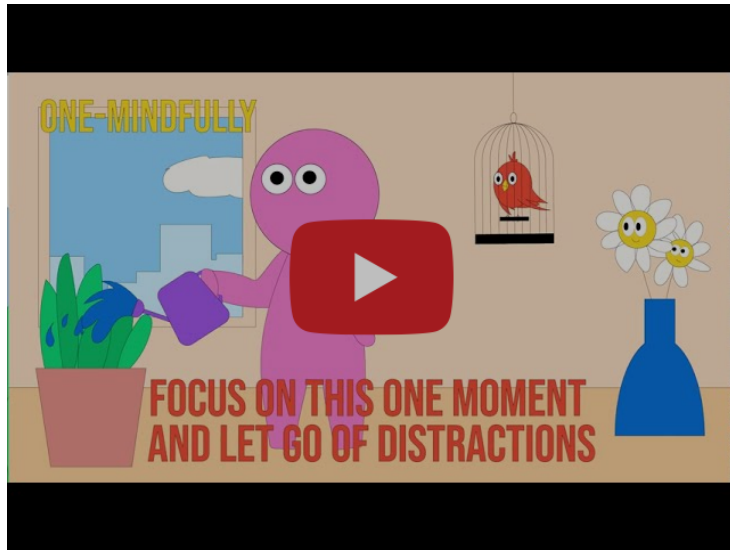 ONE-MINDFULLY
FOCUS ON THIS ONE MOMENT
AND LET GO OF DISTRACTIONS